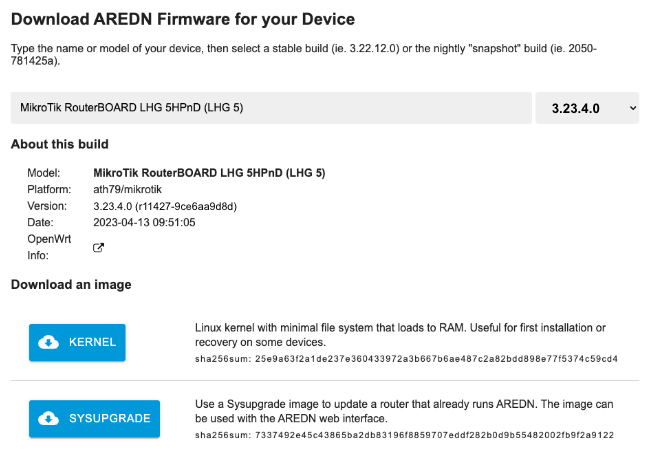 Download AREDN Firmware for your Device
Type the name or model of your device, then select a stable build (ie. 3.22.12.0) or the nightly "snapshot" build (ie. 2050-
781425a).
MikroTik RouterBOARD LHG 5HPnD (LHG 5) 3.23.4.0
About this build
Model: MikroTik RouterBOARD LHG 5HPnD (LHG 5)
Platform: ath79/mikrotik
Version: 3.23.4.0 (r11427-9ce6aa9d8d)
Date: 2023-04-13 09:51:05
OpenWrt
Info:
Download an image
KERNEL
Linux kernel with minimal file system that loads to RAM. Useful for first installation or
recovery on some devices.
sha256sum: 25e9a63f2a1de237e360433972a3b667b6ae487c2a82bdd898e77f5374c59cd4
SYSUPGRADE
Use a Sysupgrade image to update a router that already runs AREDN. The image can
be used with the AREDN web interface.
sha256sum: 7337492e45c43865ba2db83196f8859707eddf282b0d9b55482002fb9f2a9122